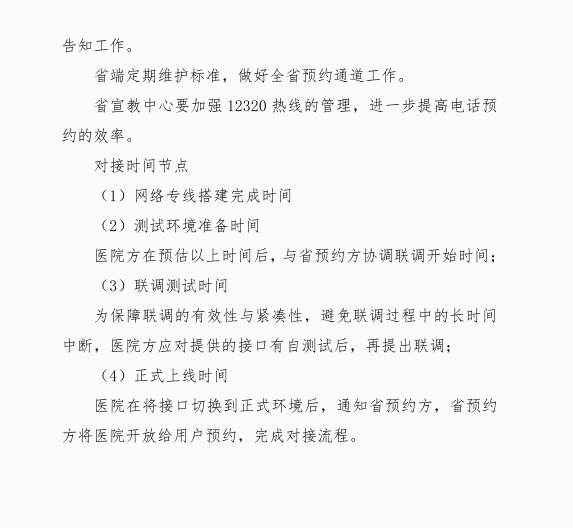 告知工作。
省端定期维护标准，做好全省预约通道工作。
省宣教中心要加强 12320 热线的管理，进一步提高电话预
约的效率。
对接时间节点
（1）网络专线搭建完成时间
（2）测试环境准备时间
医院方在预估以上时间后，与省预约方协调联调开始时间；
（3）联调测试时间
为保障联调的有效性与紧凑性，避免联调过程中的长时间
中断，医院方应对提供的接口有自测试后，再提出联调；
（4）正式上线时间
医院在将接口切换到正式环境后，通知省预约方，省预约
方将医院开放给用户预约，完成对接流程。